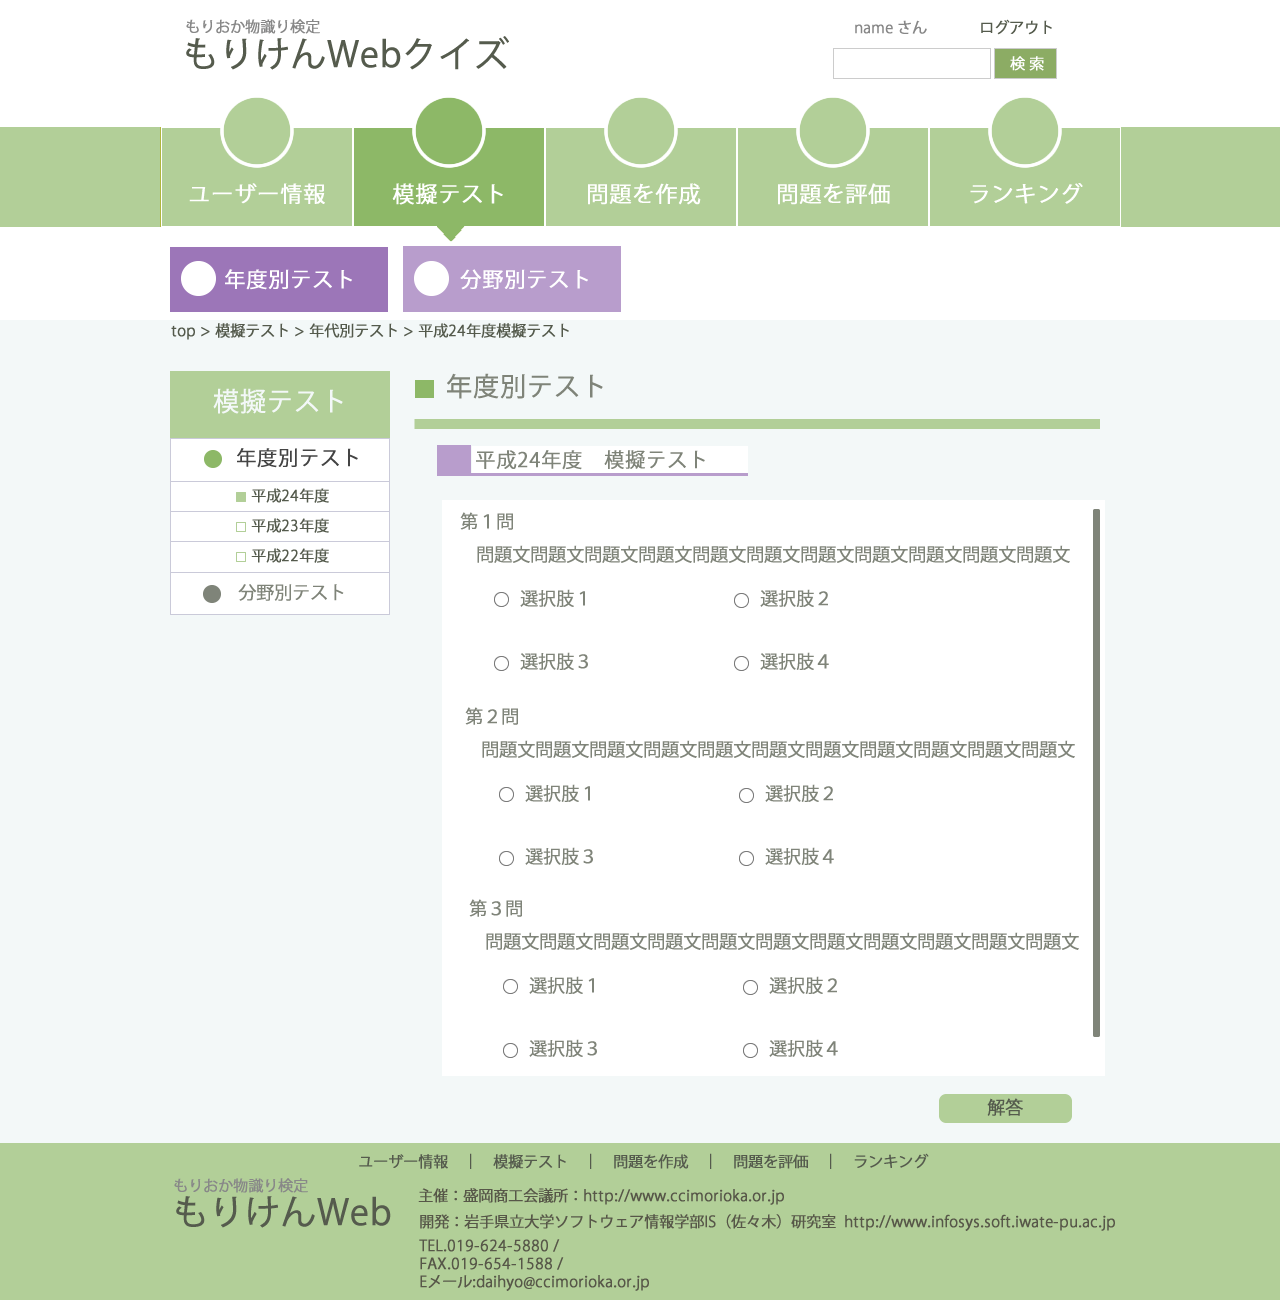 もりおか物識り検定
もりけんWebクイズ
name さん
ログアウト
検 索
ユーザー情報
模擬テスト
問題を作成
問題を評価
ランキング
年度別テスト
分野別テスト
top > 模擬テスト > 年代別テスト > 平成24年度模擬テスト
模擬テスト
年度別テスト
平成24年度
平成23年度
平成22年度
分野別テスト
年度別テスト
平成24年度　模擬テスト
第１問
問題文問題文問題文問題文問題文問題文問題文問題文問題文問題文問題文
選択肢１
選択肢２
選択肢３
選択肢４
第２問
問題文問題文問題文問題文問題文問題文問題文問題文問題文問題文問題文
選択肢１
選択肢２
選択肢３
選択肢４
第３問
問題文問題文問題文問題文問題文問題文問題文問題文問題文問題文問題文
選択肢１
選択肢２
選択肢３
選択肢４
解答
ユーザー情報 | 模擬テスト | 問題を作成 | 問題を評価 | ランキング
もりおか物識り検定
もりけんWeb
主催：盛岡商工会議所：http://www.ccimorioka.or.jp
開発：岩手県立大学ソフトウェア情報学部IS（佐々木）研究室 http://www.infosys.soft.iwate-pu.ac.jp
TEL.019-624-5880 /
FAX.019-654-1588 /
Eメール:daihyo@ccimorioka.or.jp